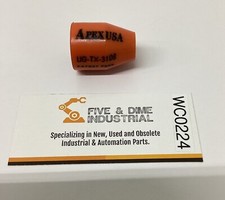 APEX USA
FIVE & DIME
INDUSTRIAL
Specializing in New, Used and Obsolete
Industrial & Automation Parts.
WC0224